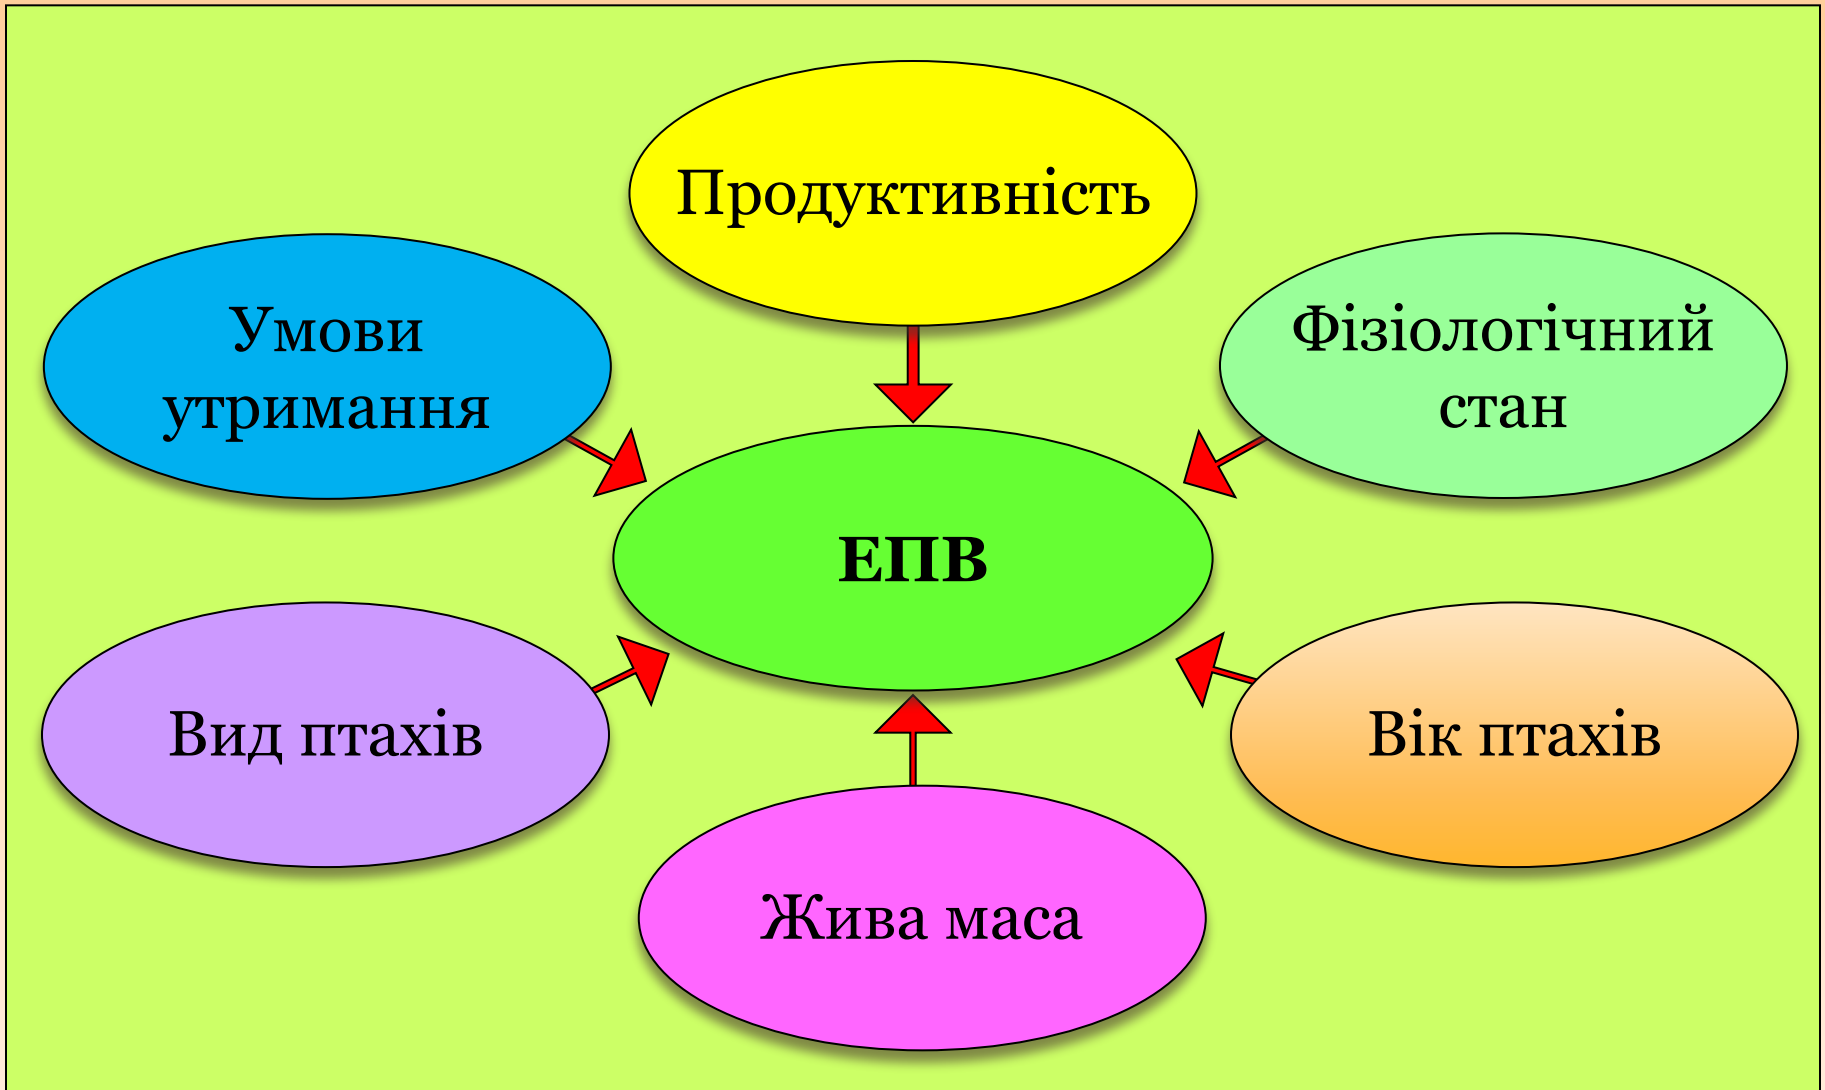 Продуктивність
Умови
утримання
Фізіологічний
стан
ЕПВ
Вид птахів
Вік птахів
Жива маса